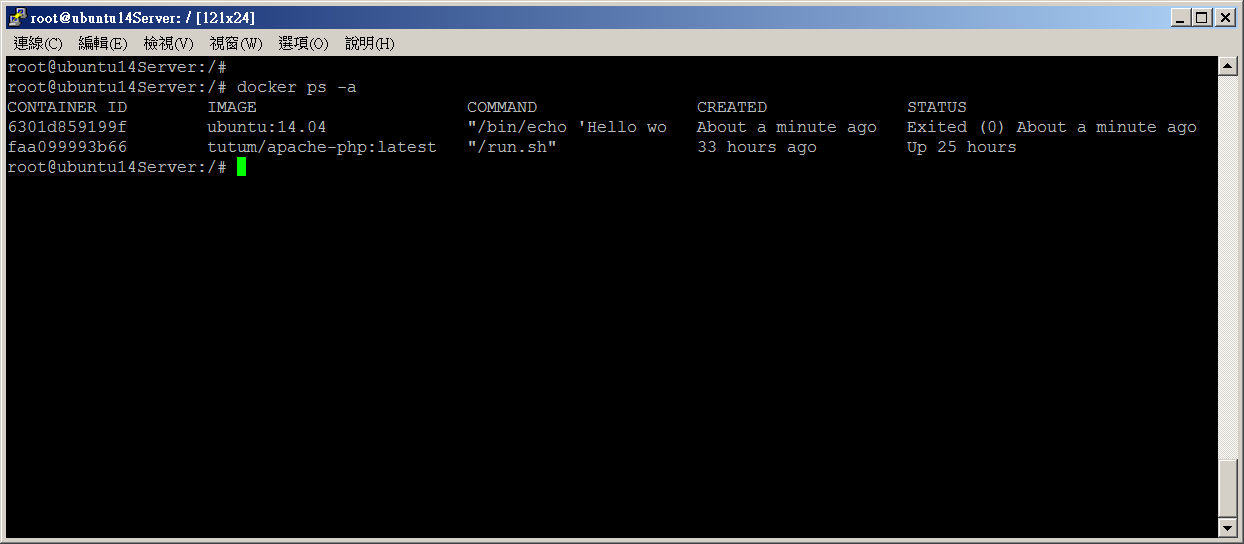 root@ubuntu14Server: / [121x24]
連線(C) 編輯(E) 檢視(V) 視窗(W) 選項(O) 說明(H)
root@ubuntu14Server:/#
root@ubuntu14Server:/# docker ps -a
CONTAINER ID        IMAGE                     COMMAND                CREATED              STATUS
6301d859199f        ubuntu:14.04              "/bin/echo 'Hello wo   About a minute ago   Exited (0) About a minute ago
faa099993b66        tutum/apache-php:latest   "/run.sh"              33 hours ago         Up 25 hours
root@ubuntu14Server:/#